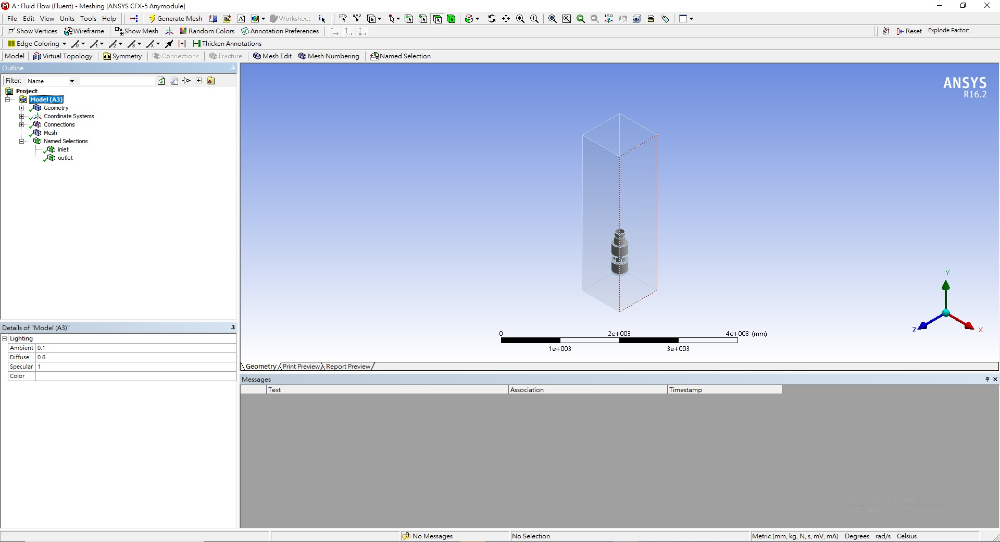 A : Fluid Flow (Fluent) - Meshing [ANSYS CFX-5 Anymodule]
File Edit View Units Tools Help Generate Mesh Worksheet
Show Vertices Wireframe Show Mesh Random Colors Annotation Preferences Reset Explode Factor:
Edge Coloring Thicken Annotations
Model Virtual Topology Symmetry Connections Fracture Mesh Edit Mesh Numbering Named Selection
Outline
Filter: Name
Project
Model (A3)
Geometry
Coordinate Systems
Connections
Mesh
Named Selections
inlet
outlet
Details of "Model (A3)"
Lighting
Ambient 0.1
Diffuse 0.6
Specular 1
Color
ANSYS
R16.2
Y
Z
X
0 2e+003 4e+003 (mm)
1e+003 3e+003
Geometry Print Preview Report Preview
Messages
Text Association Timestamp
No Messages No Selection Metric (mm, kg, N, s, mV, mA) Degrees rad/s Celsius